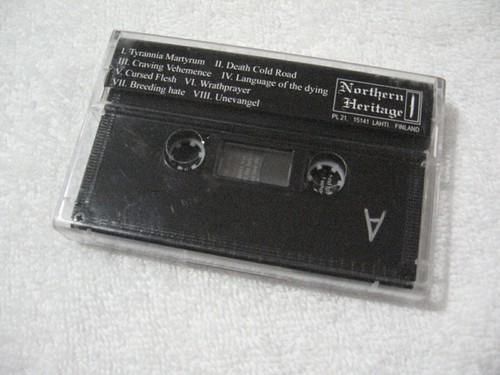 I. Tyrannia Martyrum II. Death Cold Road
III. Craving Vehemence IV. Language of the dying
V. Cursed Flesh VI. Wrathprayer
VII. Breeding hate VIII. Unevangel
Northern
Heritage
PL 21, 15141 LAHTI, FINLAND
A